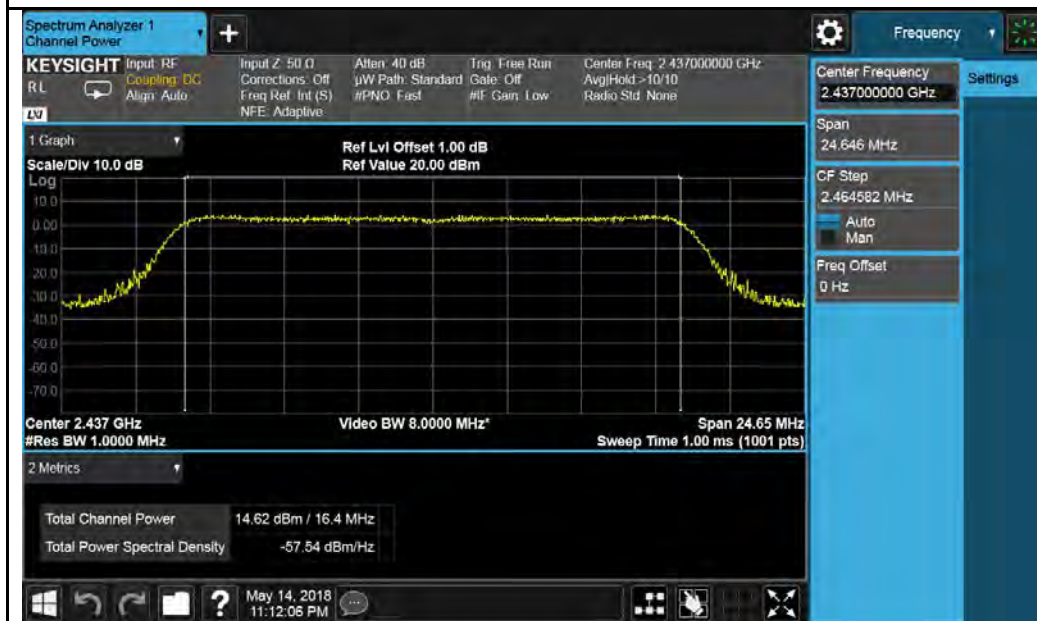 Spectrum Analyzer 1
Channel Power
Frequency
KEYSIGHT
RL
LXI
Input: RF
Coupling: DC
Align: Auto
Input Z: 50 Ω
Corrections: Off
Freq Ref: Int (S)
NFE: Adaptive
Atten: 40 dB
µW Path: Standard
#PNO: Fast
Trig: Free Run
Gate: Off
#IF Gain: Low
Center Freq: 2.437000000 GHz
Avg|Hold:>10/10
Radio Std: None
Center Frequency
2.437000000 GHz
Settings
Span
24.646 MHz
CF Step
2.464582 MHz
Auto
Man
Freq Offset
0 Hz
1 Graph
Scale/Div 10.0 dB
Ref Lvl Offset 1.00 dB
Ref Value 20.00 dBm
Log
10.0
0.00
-10.0
-20.0
-30.0
-40.0
-50.0
-60.0
-70.0
Center 2.437 GHz
#Res BW 1.0000 MHz
Video BW 8.0000 MHz*
Span 24.65 MHz
Sweep Time 1.00 ms (1001 pts)
2 Metrics
Total Channel Power 14.62 dBm / 16.4 MHz
Total Power Spectral Density -57.54 dBm/Hz
?
May 14, 2018
11:12:06 PM